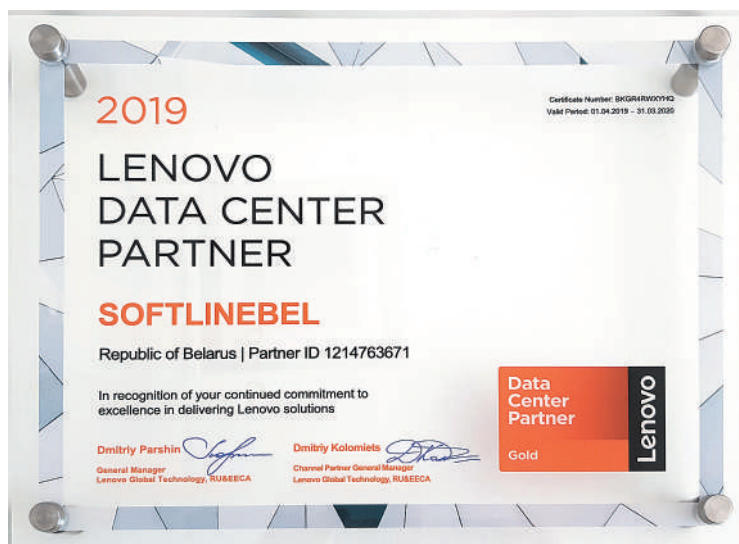 2019
Certificate Number: BKGR4RWXYHQ
Valid Period: 01.04.2019 – 31.03.2020
LENOVO
DATA CENTER
PARTNER
SOFTLINEBEL
Republic of Belarus | Partner ID 1214763671
In recognition of your continued commitment to
excellence in delivering Lenovo solutions
Dmitriy Parshin
General Manager
Lenovo Global Technology, RU&EECA
Dmitriy Kolomiets
Channel Partner General Manager
Lenovo Global Technology, RU&EECA
Data
Center
Partner
Gold
Lenovo